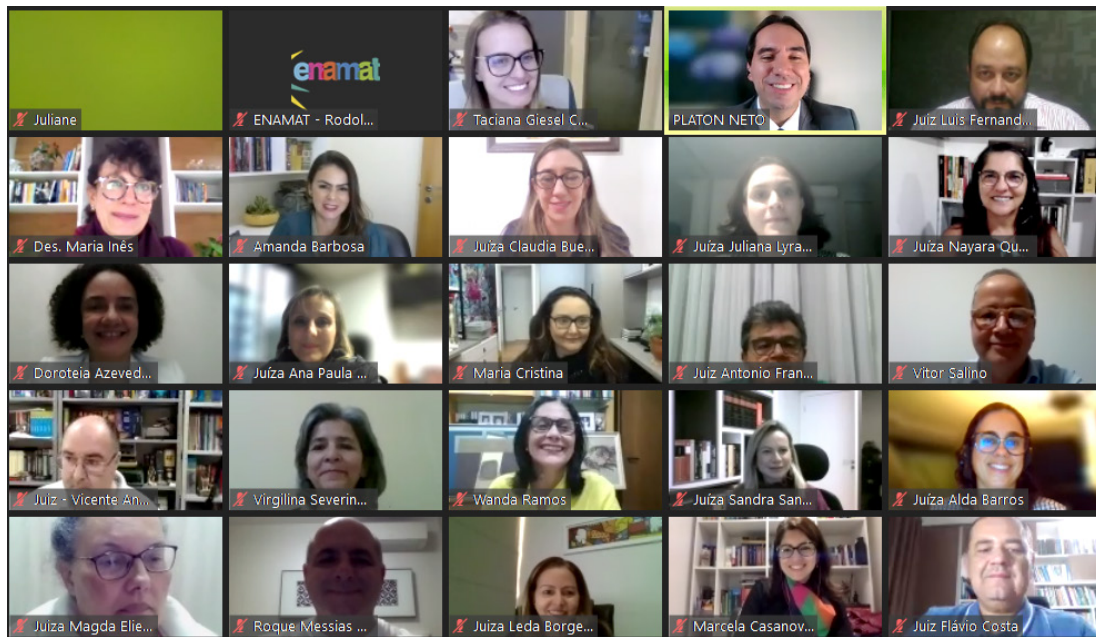 Juliane
enamat
ENAMAT - Rodol...
Taciana Giesel C...
PLATON NETO
Juiz Luis Fernand...
Des. Maria Inês
Amanda Barbosa
Juíza Claudia Bue...
Juíza Juliana Lyra...
Juíza Nayara Qu...
Doroteia Azeved...
Juíza Ana Paula ...
Maria Cristina
Juiz Antonio Fran...
Vitor Salino
Juiz - Vicente An...
Virgilina Severin...
Wanda Ramos
Juíza Sandra San...
Juíza Alda Barros
Juiza Magda Elie...
Roque Messias ...
Juiza Leda Borge...
Marcela Casanov...
Juiz Flávio Costa